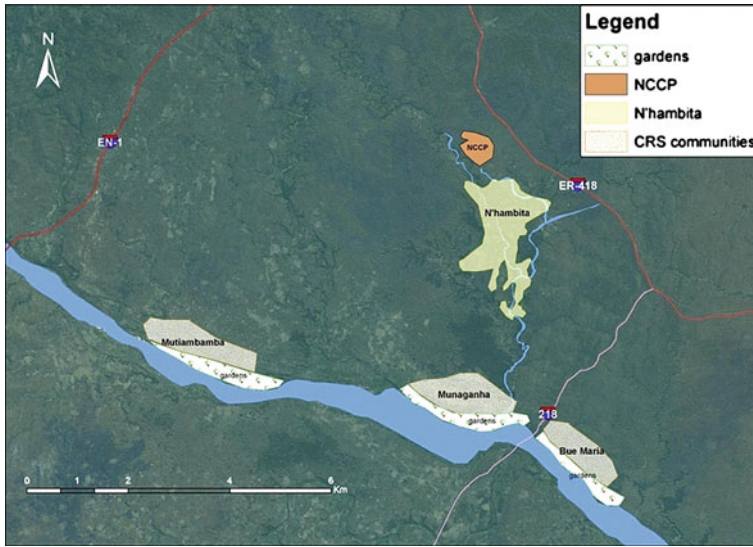 N
EN-1
Legend
gardens
NCCP
N'hambita
CRS communities
NCCP
ER-418
N'hambita
Mutiambamba
gardens
Munaganha
gardens
218
Bue Maria
gardens
0
1
2
4
6
Km